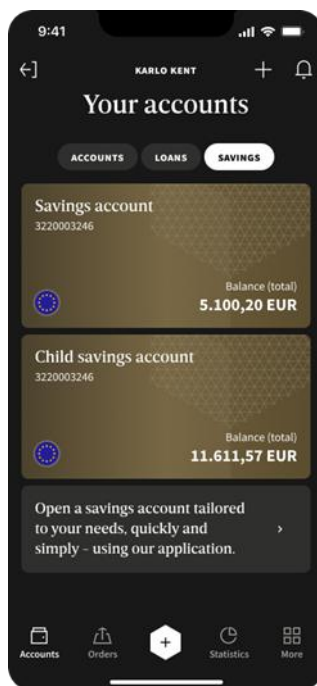 9:41
KARLO KENT
Your accounts
ACCOUNTS LOANS SAVINGS
Savings account
3220003246
Balance (total)
5.100,20 EUR
Child savings account
3220003246
Balance (total)
11.611,57 EUR
Open a savings account tailored
to your needs, quickly and
simply – using our application.
Accounts Orders Statistics More